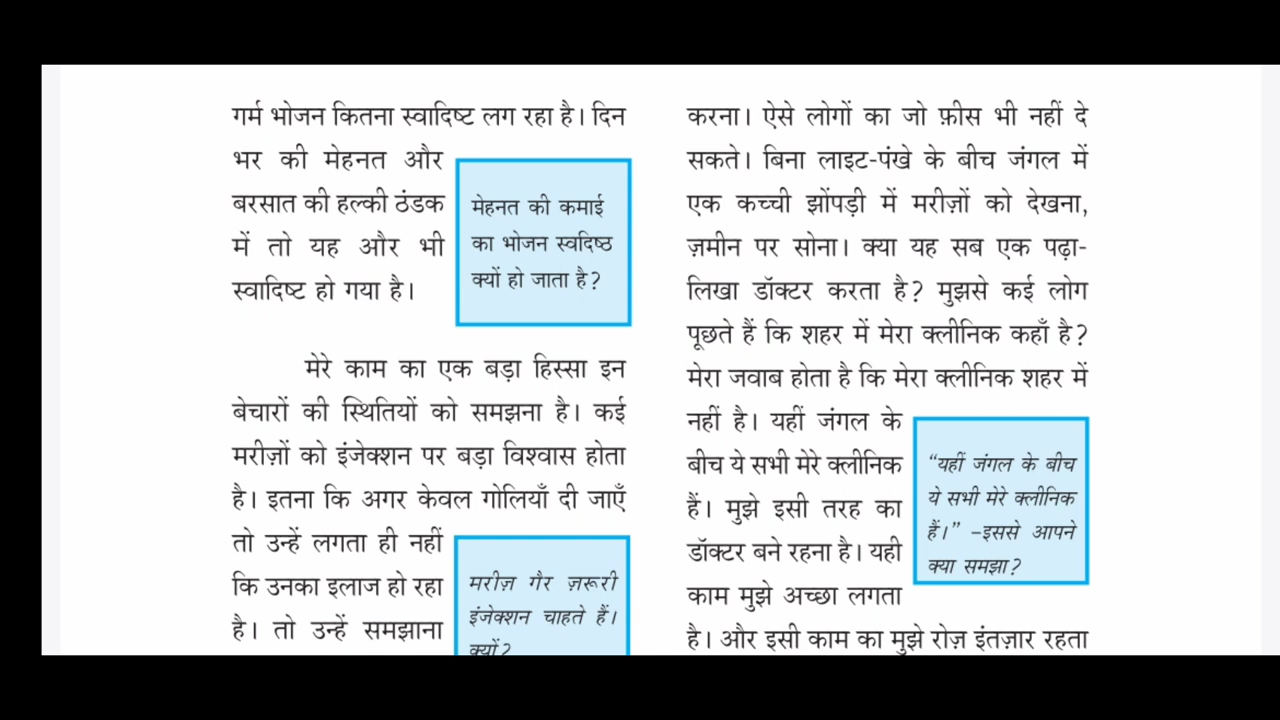 गर्म भोजन कितना स्वादिष्ट लग रहा है। दिन
भर की मेहनत और
बरसात की हल्की ठंडक
में तो यह और भी
स्वादिष्ट हो गया है।
मेहनत की कमाई
का भोजन स्वदिष्ठ
क्यों हो जाता है?
मेरे काम का एक बड़ा हिस्सा इन
बेचारों की स्थितियों को समझना है। कई
मरीज़ों को इंजेक्शन पर बड़ा विश्वास होता
है। इतना कि अगर केवल गोलियाँ दी जाएँ
तो उन्हें लगता ही नहीं
कि उनका इलाज हो रहा
है। तो उन्हें समझाना
मरीज़ गैर ज़रूरी
इंजेक्शन चाहते हैं।
क्यों?
करना। ऐसे लोगों का जो फ़ीस भी नहीं दे
सकते। बिना लाइट-पंखे के बीच जंगल में
एक कच्ची झोंपड़ी में मरीज़ों को देखना,
ज़मीन पर सोना। क्या यह सब एक पढ़ा-
लिखा डॉक्टर करता है? मुझसे कई लोग
पूछते हैं कि शहर में मेरा क्लीनिक कहाँ है?
मेरा जवाब होता है कि मेरा क्लीनिक शहर में
नहीं है। यहीं जंगल के
बीच ये सभी मेरे क्लीनिक
हैं। मुझे इसी तरह का
डॉक्टर बने रहना है। यही
काम मुझे अच्छा लगता
है। और इसी काम का मुझे रोज़ इंतज़ार रहता
“यहीं जंगल के बीच
ये सभी मेरे क्लीनिक
हैं।” –इससे आपने
क्या समझा?